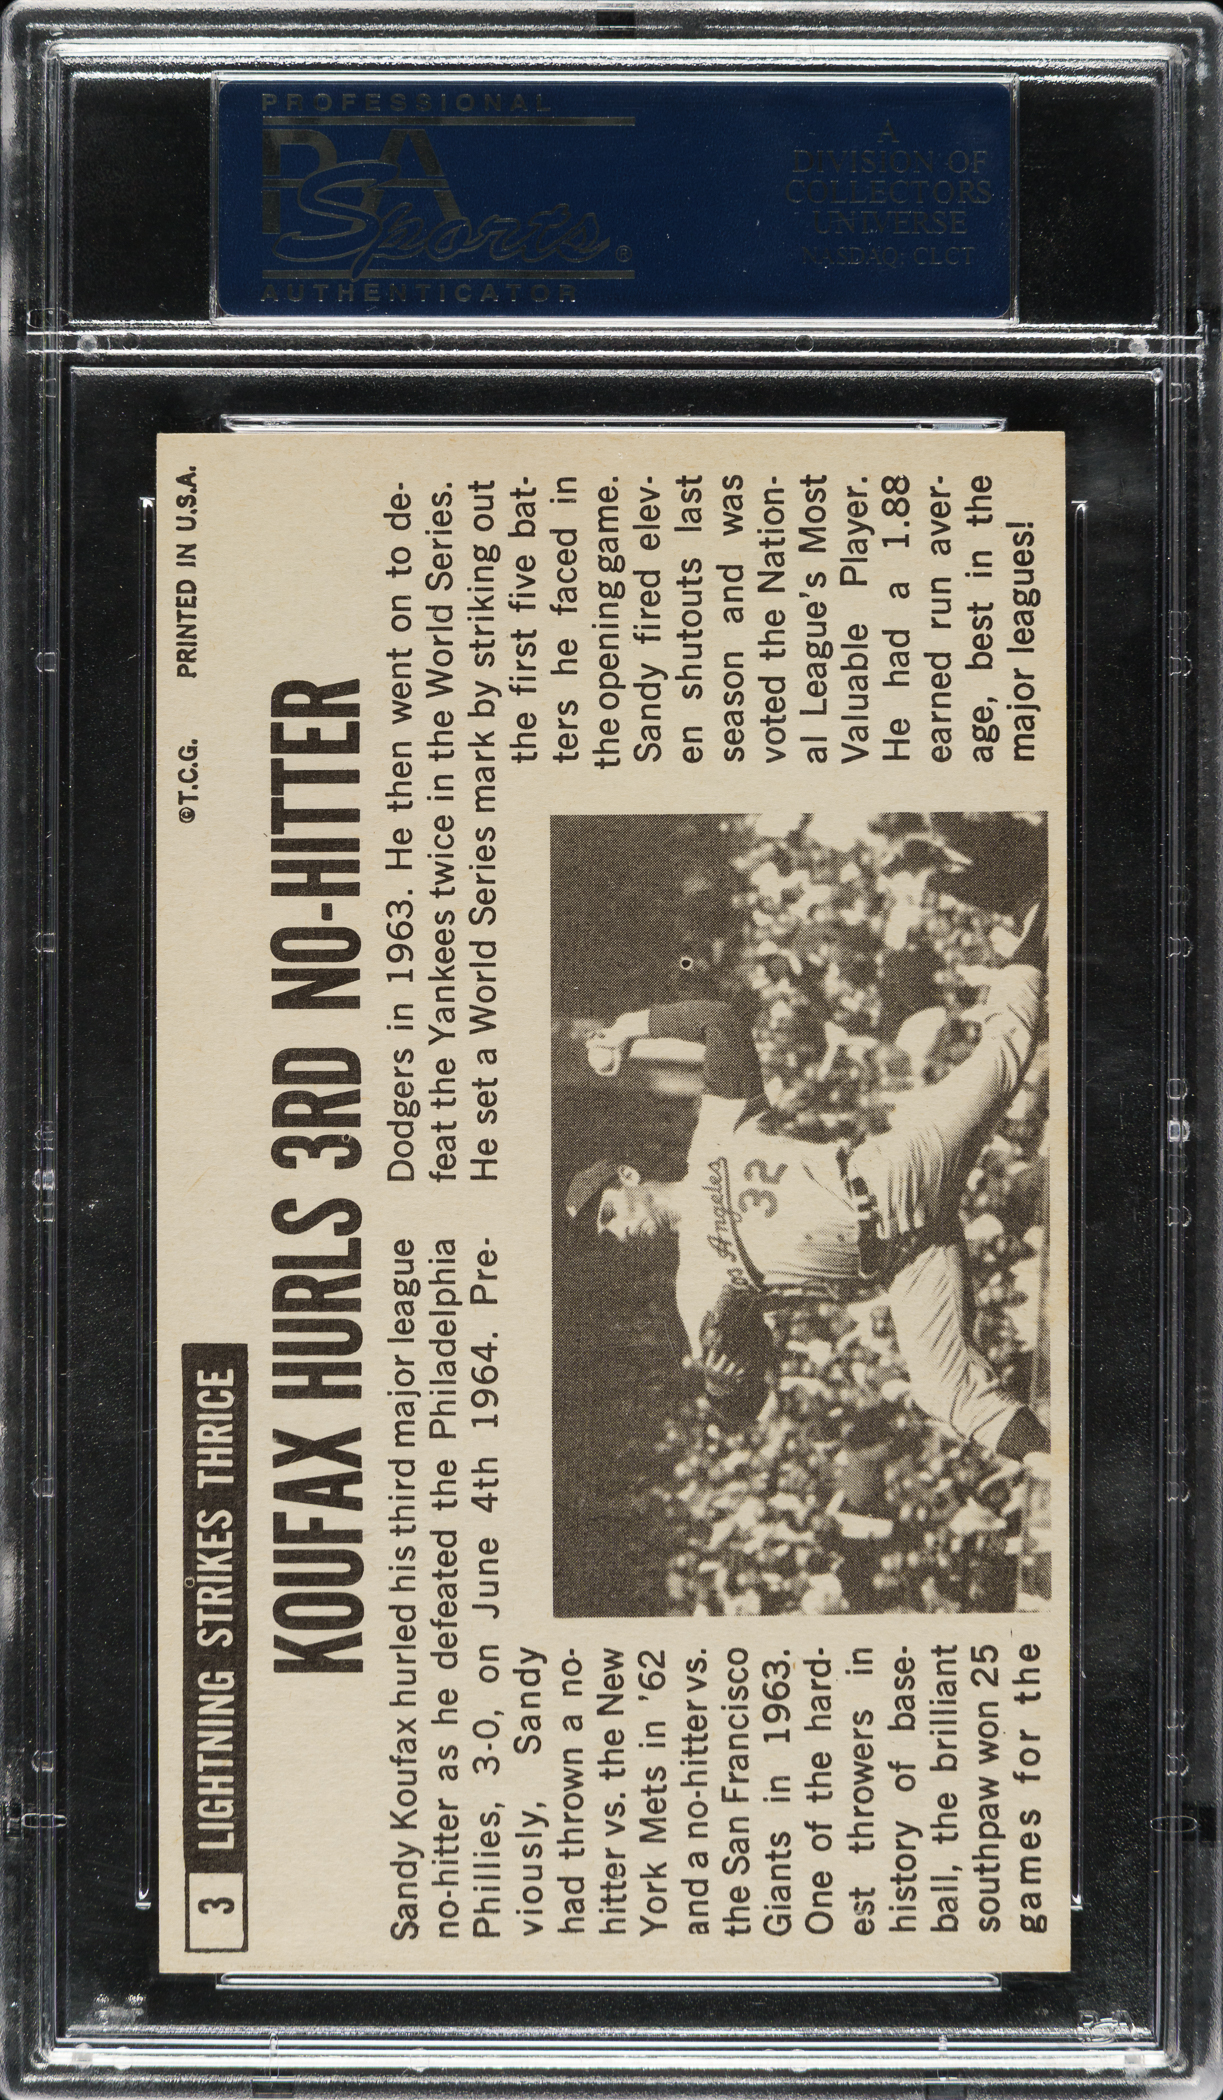 PROFESSIONAL
PSA
Sports®
AUTHENTICATOR
A
DIVISION OF
COLLECTORS
UNIVERSE
NASDAQ: CLCT
3 LIGHTNING STRIKES THRICE
©T.C.G. PRINTED IN U.S.A.
KOUFAX HURLS 3RD NO-HITTER
Sandy Koufax hurled his third major league
no-hitter as he defeated the Philadelphia
Phillies, 3-0, on June 4th 1964. Pre-
viously, Sandy
had thrown a no-
hitter vs. the New
York Mets in '62
and a no-hitter vs.
the San Francisco
Giants in 1963.
One of the hard-
est throwers in
history of base-
ball, the brilliant
southpaw won 25
games for the
Dodgers in 1963. He then went on to de-
feat the Yankees twice in the World Series.
He set a World Series mark by striking out
the first five bat-
ters he faced in
the opening game.
Sandy fired elev-
en shutouts last
season and was
voted the Nation-
al League's Most
Valuable Player.
He had a 1.88
earned run aver-
age, best in the
major leagues!
Los Angeles
32
PSA